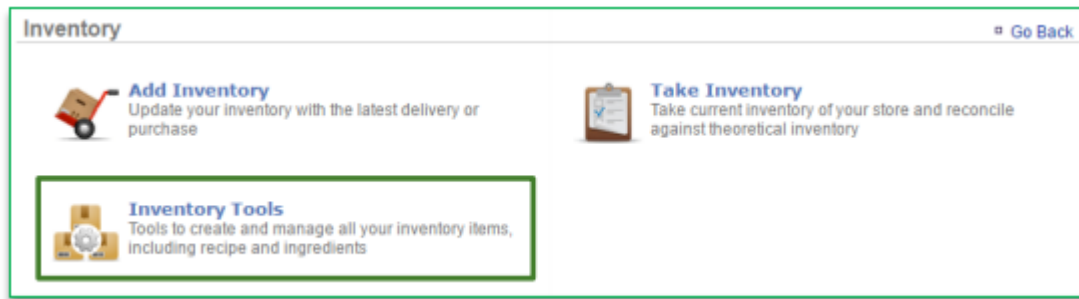 Inventory
Go Back
Add Inventory
Update your inventory with the latest delivery or
purchase
Take Inventory
Take current inventory of your store and reconcile
against theoretical inventory
Inventory Tools
Tools to create and manage all your inventory items,
including recipe and ingredients